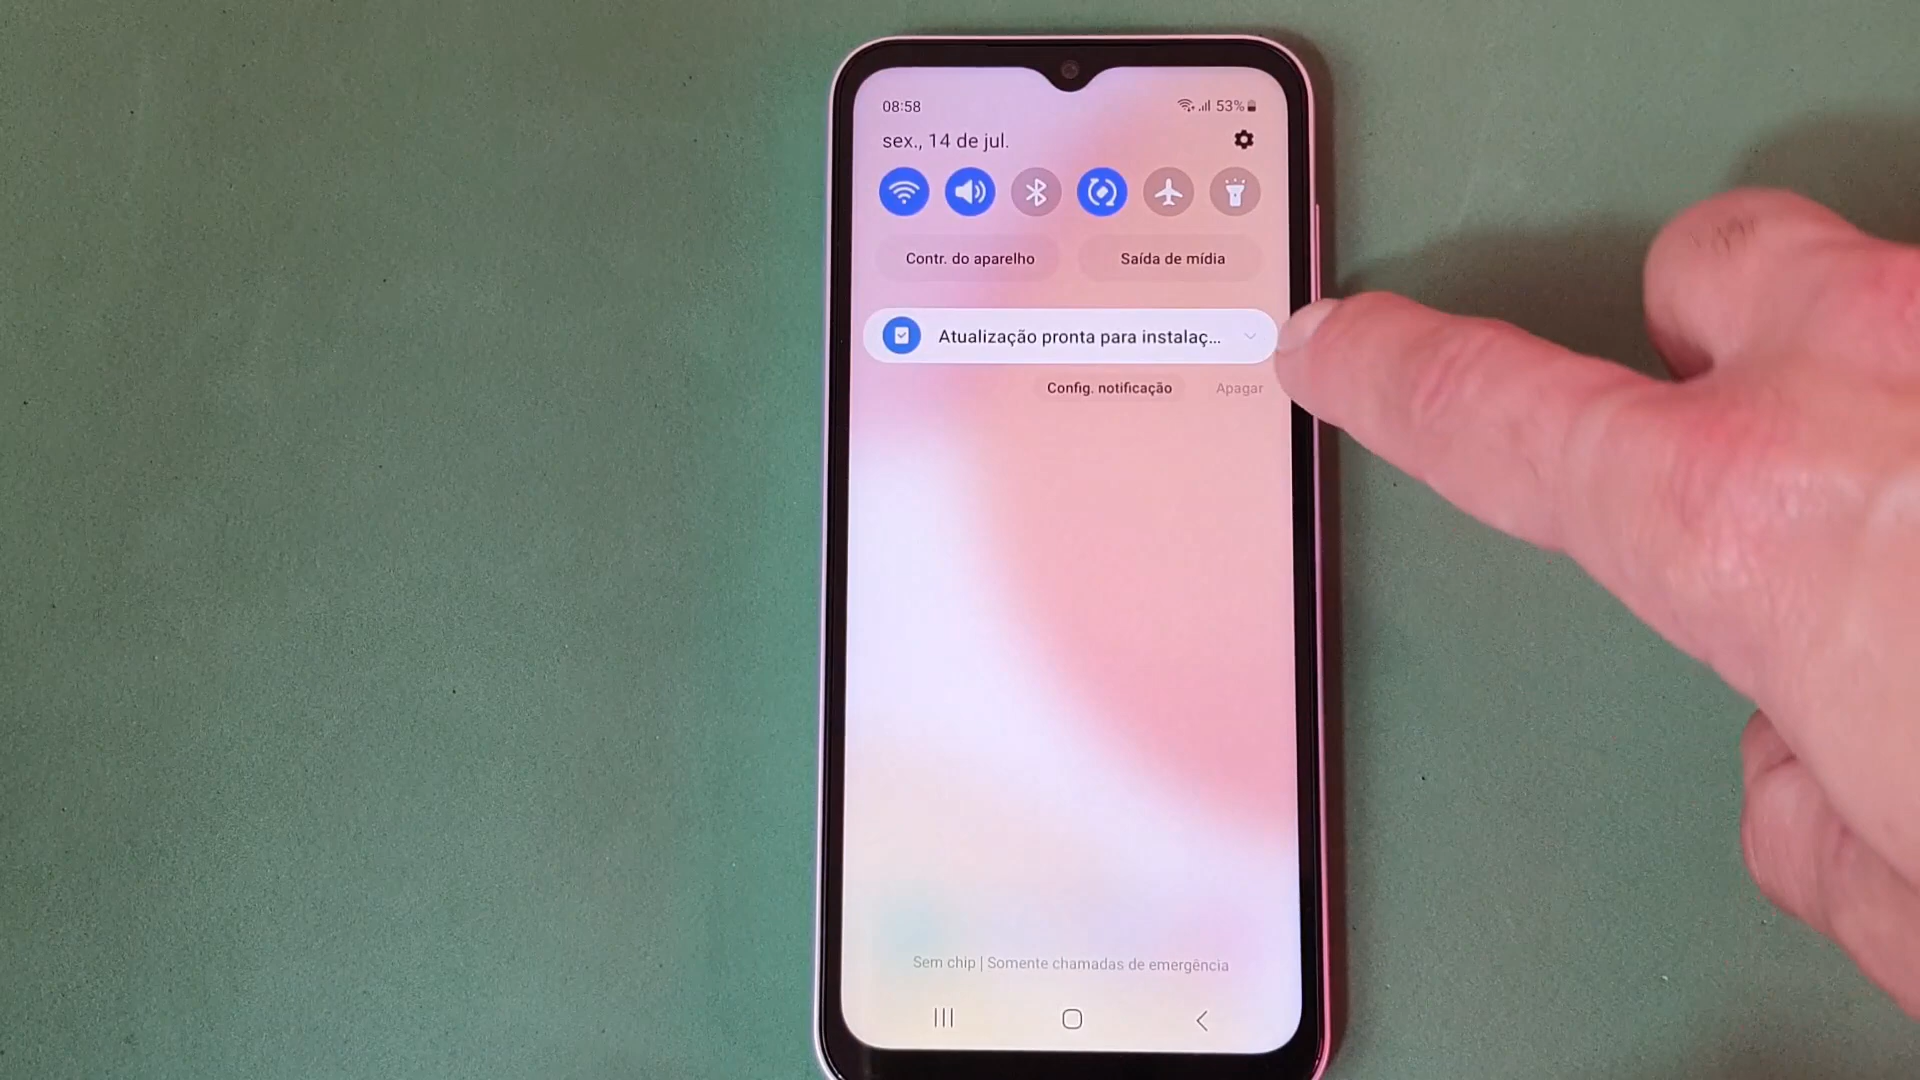 08:58 53%
sex., 14 de jul.
Contr. do aparelho Saída de mídia
Atualização pronta para instalaç...
Config. notificação Apagar
Sem chip | Somente chamadas de emergência